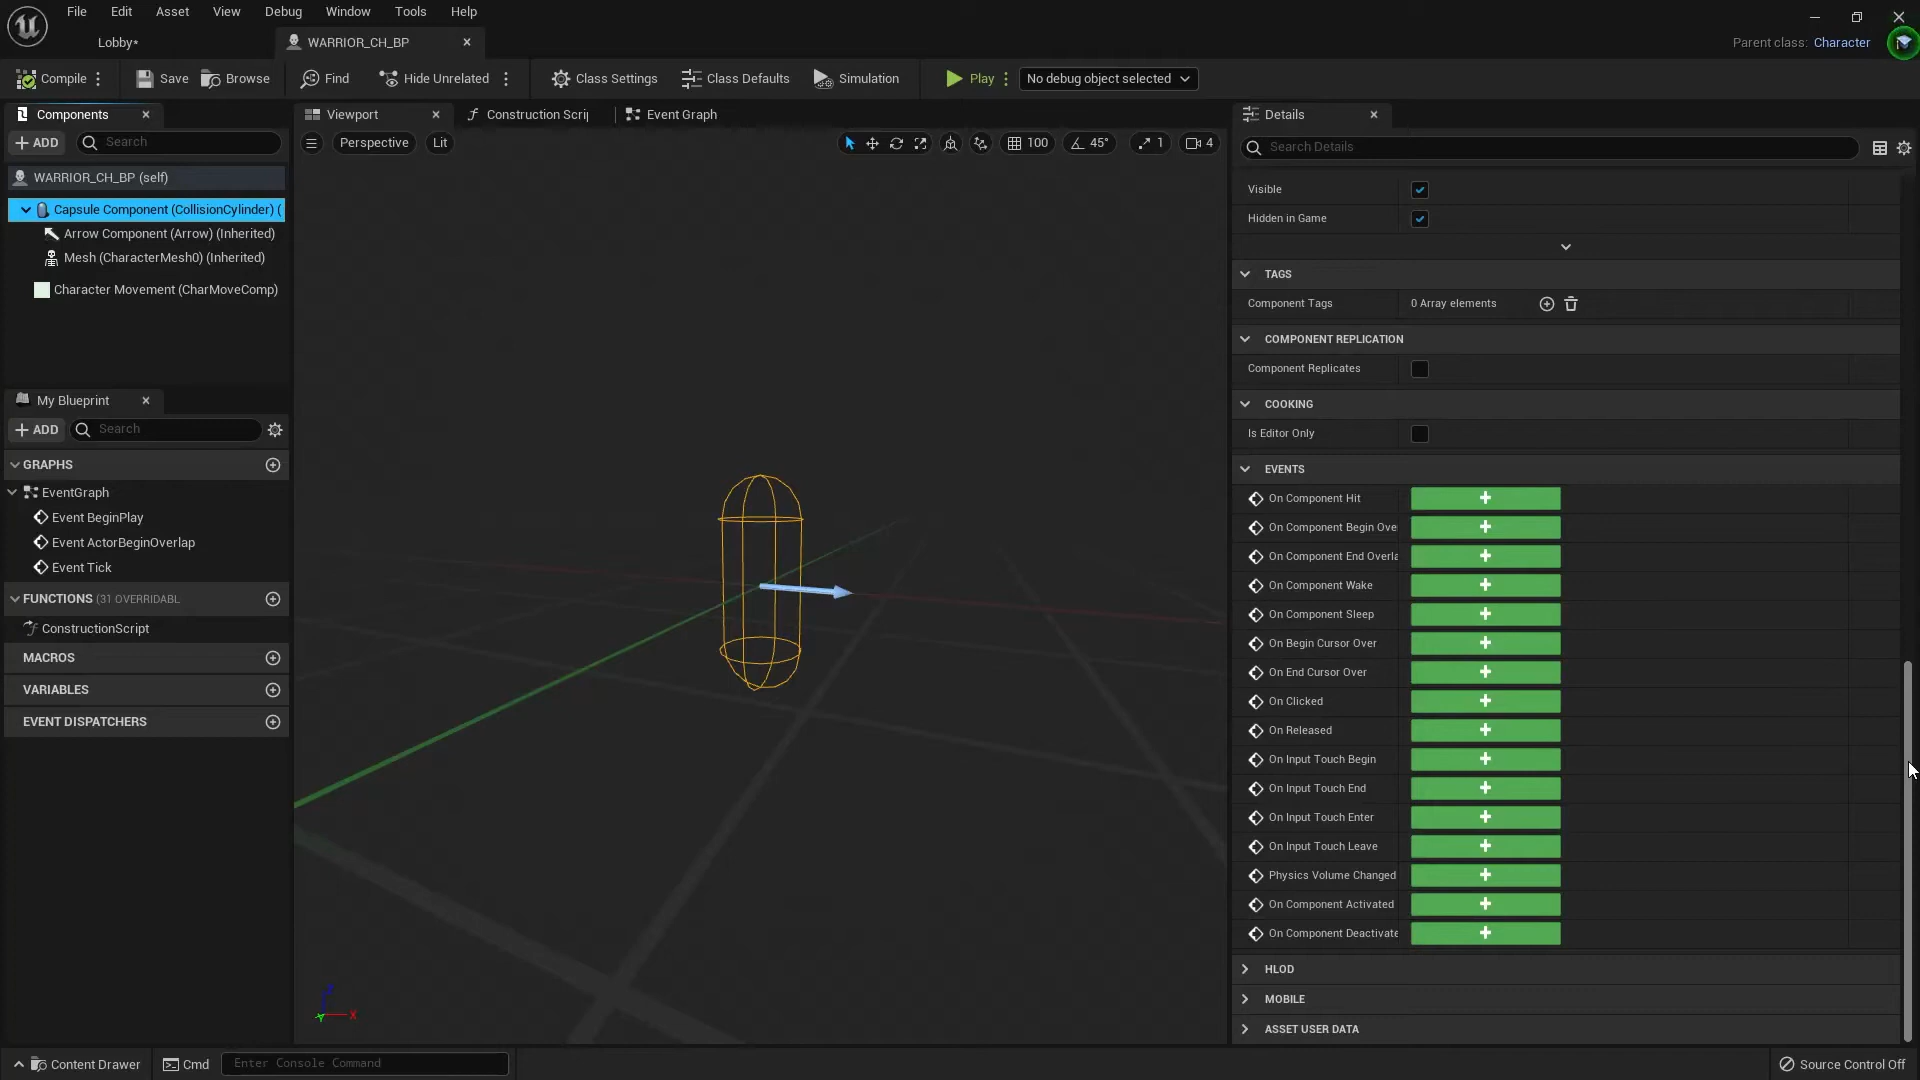 File Edit Asset View Debug Window Tools Help
Lobby*
WARRIOR_CH_BP
Parent class: Character
Compile
Save
Browse
Find
Hide Unrelated
Class Settings
Class Defaults
Simulation
Play
No debug object selected
Components
ADD
Search
WARRIOR_CH_BP (self)
Capsule Component (CollisionCylinder) (
Arrow Component (Arrow) (Inherited)
Mesh (CharacterMesh0) (Inherited)
Character Movement (CharMoveComp)
My Blueprint
ADD
Search
GRAPHS
EventGraph
Event BeginPlay
Event ActorBeginOverlap
Event Tick
FUNCTIONS (31 OVERRIDABL
ConstructionScript
MACROS
VARIABLES
EVENT DISPATCHERS
Viewport
Construction Scri
Event Graph
Perspective
Lit
100
45°
1
4
Z
Y
X
Details
Search Details
Visible
Hidden in Game
TAGS
Component Tags 0 Array elements
COMPONENT REPLICATION
Component Replicates
COOKING
Is Editor Only
EVENTS
On Component Hit
On Component Begin Ove
On Component End Overla
On Component Wake
On Component Sleep
On Begin Cursor Over
On End Cursor Over
On Clicked
On Released
On Input Touch Begin
On Input Touch End
On Input Touch Enter
On Input Touch Leave
Physics Volume Changed
On Component Activated
On Component Deactivate
HLOD
MOBILE
ASSET USER DATA
Content Drawer
Cmd
Enter Console Command
Source Control Off